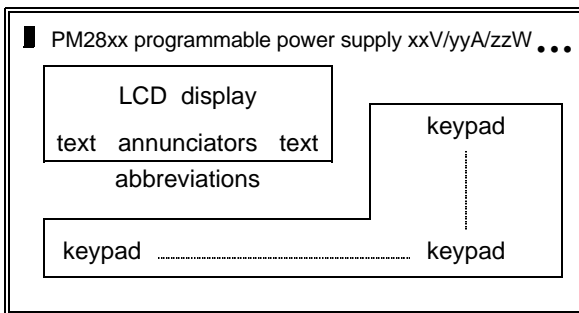 PM28xx programmable power supply xxV/yyA/zzW...
LCD display
text annunciators text
abbreviations
keypad
keypad keypad